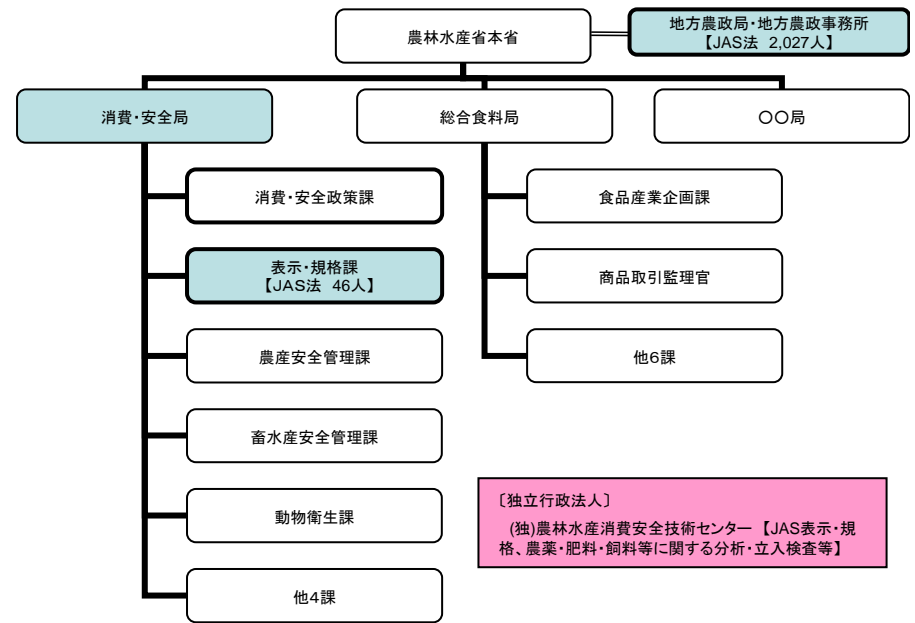 農林水産省本省
地方農政局・地方農政事務所
【JAS法 2,027人】
消費・安全局
総合食料局
○○局
消費・安全政策課
食品産業企画課
表示・規格課
【JAS法 46人】
商品取引監理官
農産安全管理課
他6課
畜水産安全管理課
動物衛生課
他4課
〔独立行政法人〕
(独)農林水産消費安全技術センター 【JAS表示・規
格、農薬・肥料・飼料等に関する分析・立入検査等】